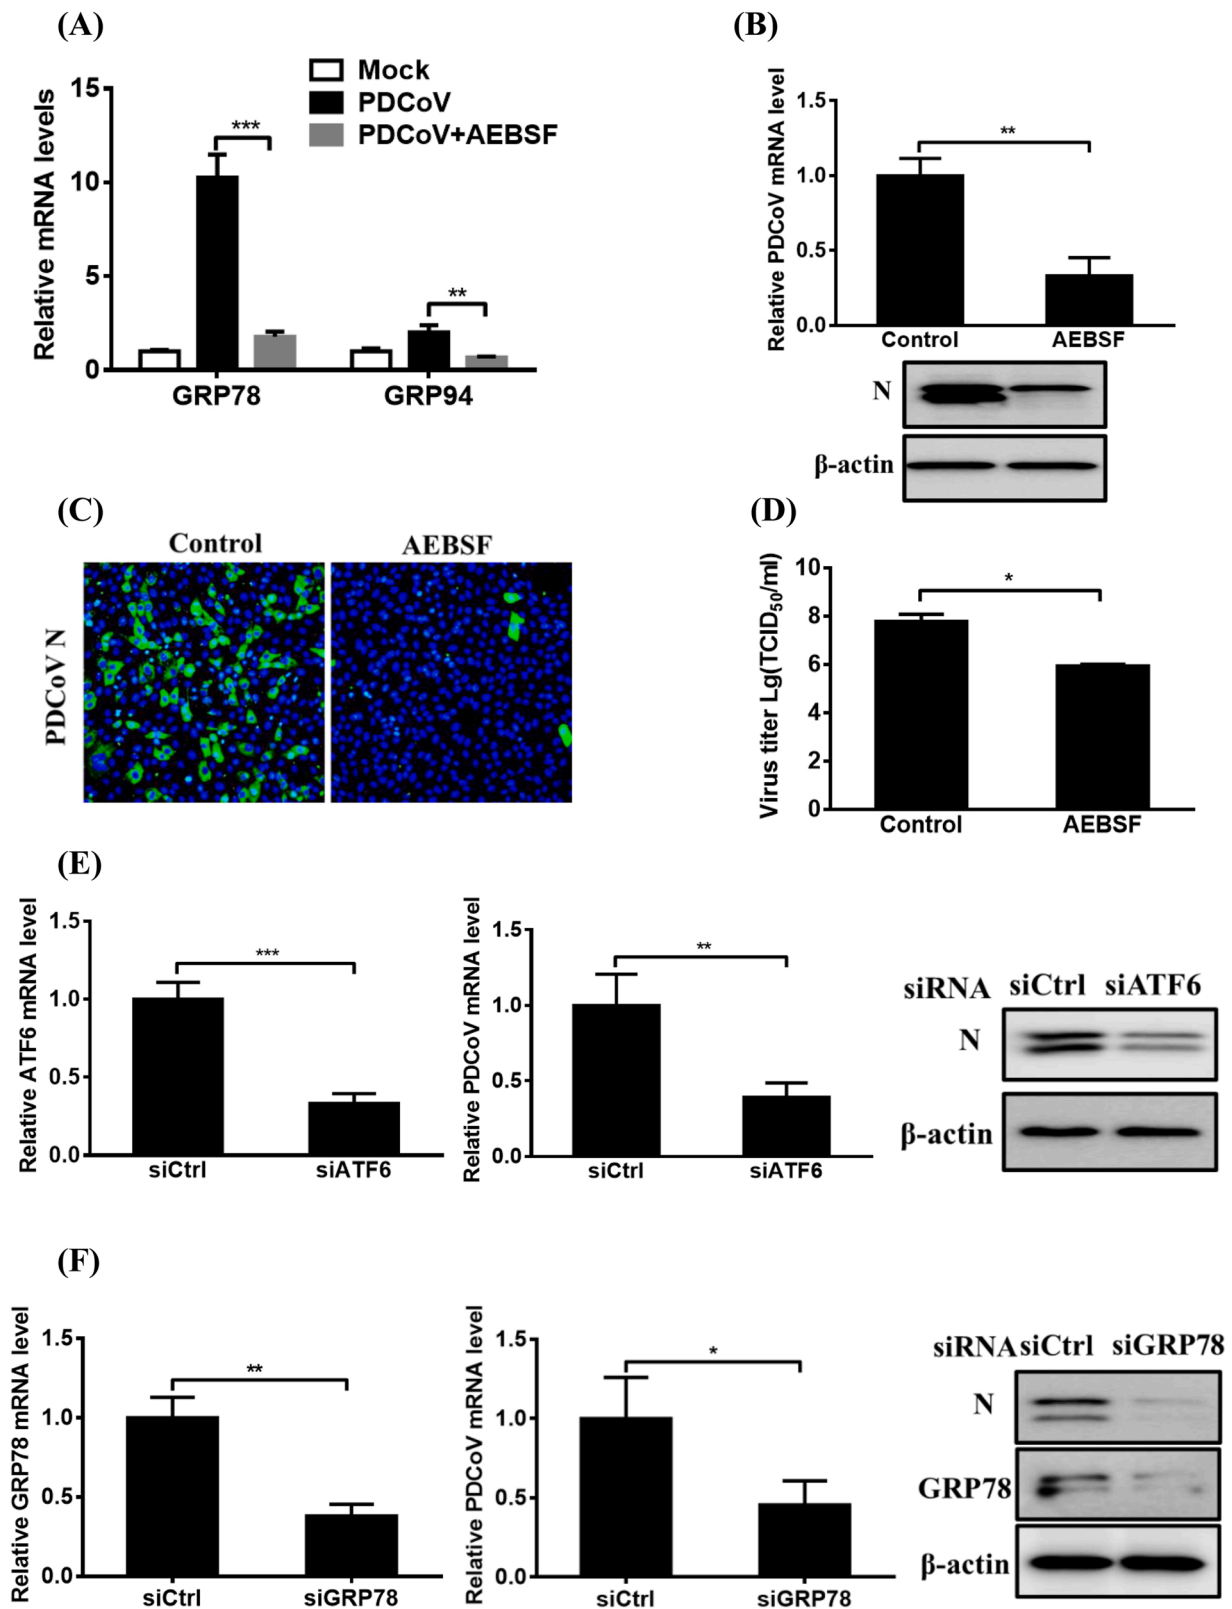 (A)
Mock
PDCoV
PDCoV+AEBSF
Relative mRNA levels
15
10
5
0
***
**
GRP78 GRP94
(B)
Relative PDCoV mRNA level
1.5
1.0
0.5
0.0
**
Control AEBSF
N
β-actin
(C)
Control AEBSF
PDCoV N
(D)
Virus titer Lg(TCID50/ml)
10
8
6
4
2
0
*
Control AEBSF
(E)
Relative ATF6 mRNA level
1.5
1.0
0.5
0.0
***
siCtrl siATF6
Relative PDCoV mRNA level
1.5
1.0
0.5
0.0
**
siCtrl siATF6
siRNA siCtrl siATF6
N
β-actin
(F)
Relative GRP78 mRNA level
1.5
1.0
0.5
0.0
**
siCtrl siGRP78
Relative PDCoV mRNA level
1.5
1.0
0.5
0.0
*
siCtrl siGRP78
siRNA siCtrl siGRP78
N
GRP78
β-actin